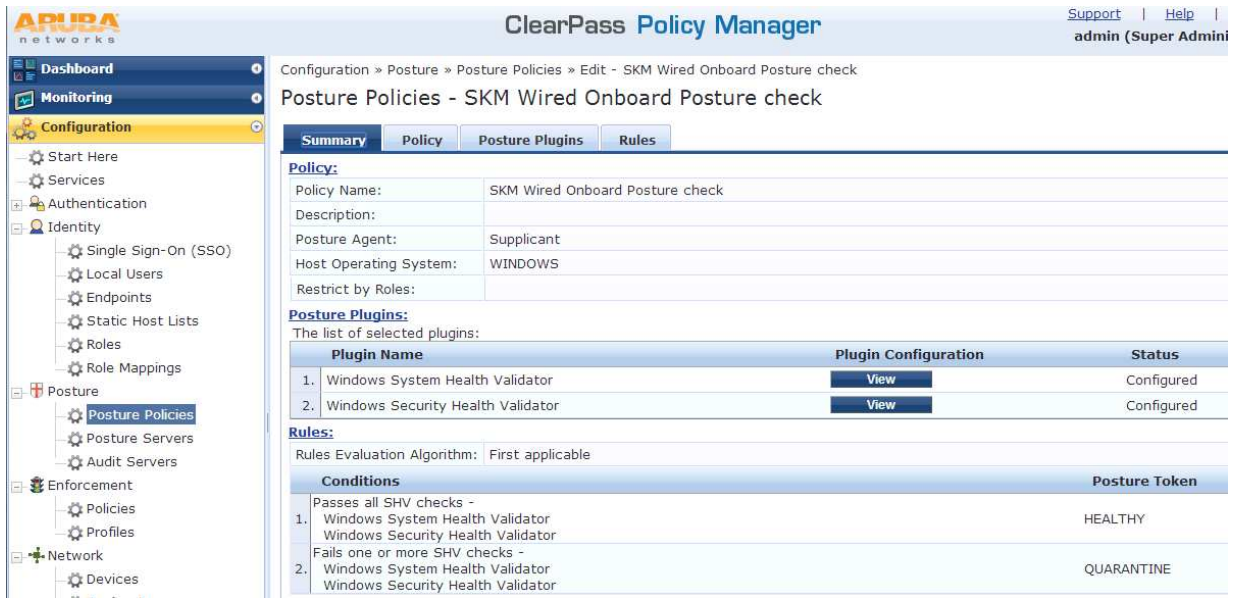 ARUBA
networks
ClearPass Policy Manager
Support | Help |
admin (Super Admini
Dashboard
Monitoring
Configuration
Start Here
Services
Authentication
Identity
Single Sign-On (SSO)
Local Users
Endpoints
Static Host Lists
Roles
Role Mappings
Posture
Posture Policies
Posture Servers
Audit Servers
Enforcement
Policies
Profiles
Network
Devices
Configuration » Posture » Posture Policies » Edit - SKM Wired Onboard Posture check
Posture Policies - SKM Wired Onboard Posture check
Summary Policy Posture Plugins Rules
Policy:
Policy Name: SKM Wired Onboard Posture check
Description:
Posture Agent: Supplicant
Host Operating System: WINDOWS
Restrict by Roles:
Posture Plugins:
The list of selected plugins:
Plugin Name Plugin Configuration Status
1. Windows System Health Validator View Configured
2. Windows Security Health Validator View Configured
Rules:
Rules Evaluation Algorithm: First applicable
Conditions Posture Token
Passes all SHV checks -
1. Windows System Health Validator HEALTHY
Windows Security Health Validator
Fails one or more SHV checks -
2. Windows System Health Validator QUARANTINE
Windows Security Health Validator